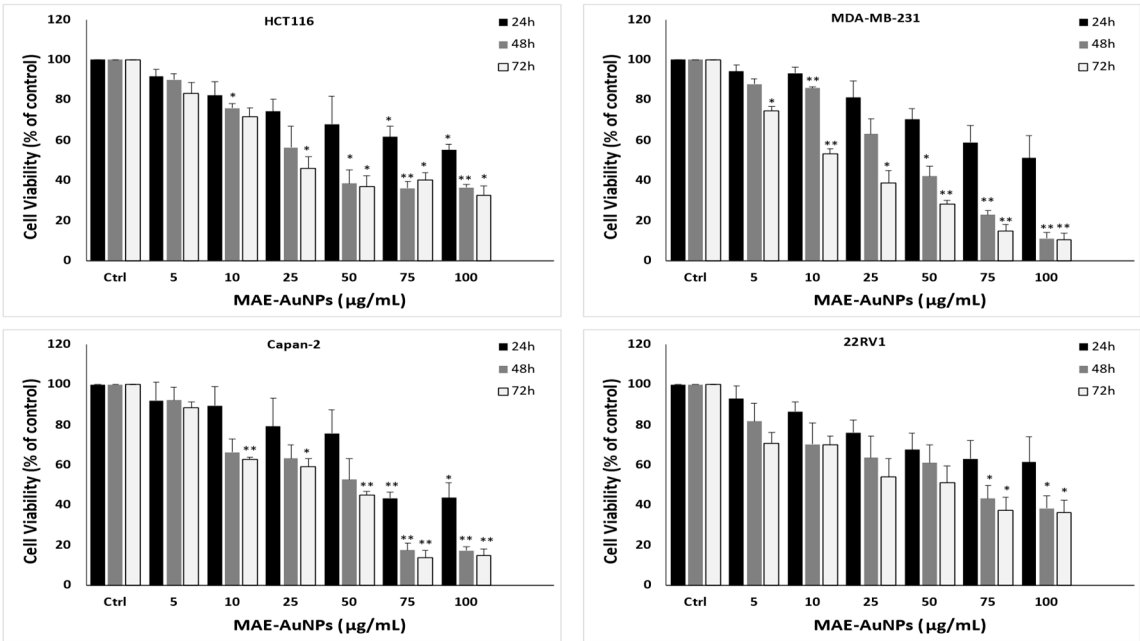 HCT116
120
100
80
60
40
20
0
Cell Viability (% of control)
24h
48h
72h
*
*
*
*
**
*
*
**
*
*
Ctrl 5 10 25 50 75 100
MAE-AuNPs (µg/mL)
MDA-MB-231
120
100
80
60
40
20
0
Cell Viability (% of control)
24h
48h
72h
*
**
**
*
*
**
**
**
**
**
Ctrl 5 10 25 50 75 100
MAE-AuNPs (µg/mL)
Capan-2
120
100
80
60
40
20
0
Cell Viability (% of control)
24h
48h
72h
**
*
**
**
**
**
*
**
**
Ctrl 5 10 25 50 75 100
MAE-AuNPs (µg/mL)
22RV1
120
100
80
60
40
20
0
Cell Viability (% of control)
24h
48h
72h
*
*
*
*
Ctrl 5 10 25 50 75 100
MAE-AuNPs (µg/mL)